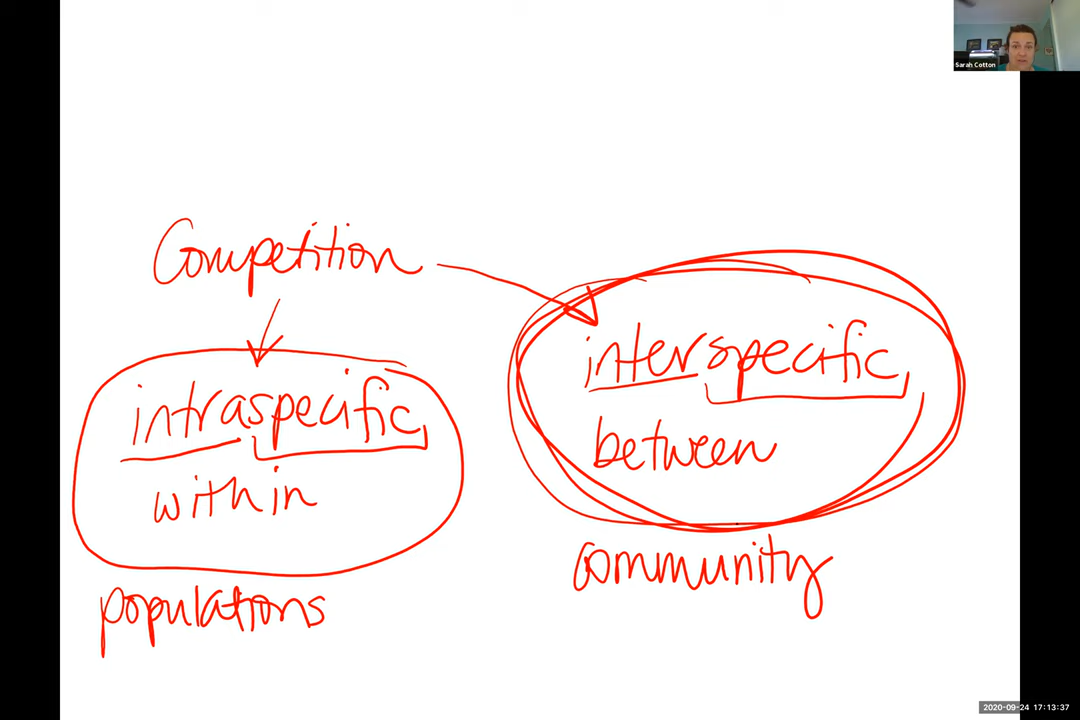 Sarah Cotton
Competition
intraspecific
within
populations
interspecific
between
community
2020-09-24 17:13:37